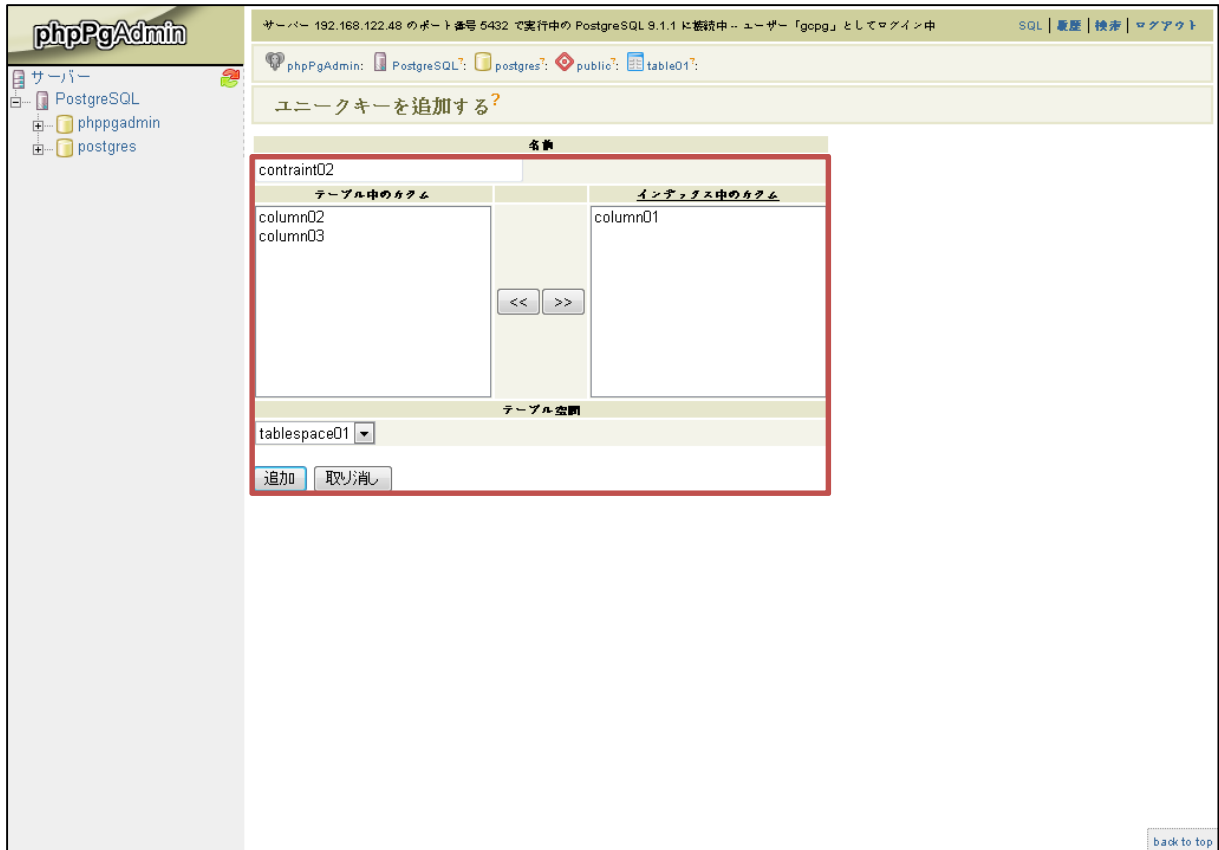 phpPgAdmin
サーバー
PostgreSQL
phppgadmin
postgres
サーバー 192.168.122.48 のポート番号 5432 で実行中の PostgreSQL 9.1.1 に接続中 -- ユーザー「gopg」としてログイン中
SQL | 履歴 | 検索 | ログアウト
phpPgAdmin: PostgreSQL?: postgres?: public?: table01?:
ユニークキーを追加する?
名前
contraint02
テーブル中のカラム
インデックス中のカラム
column02
column03
column01
<< >>
テーブル空間
tablespace01
追加 取り消し
back to top